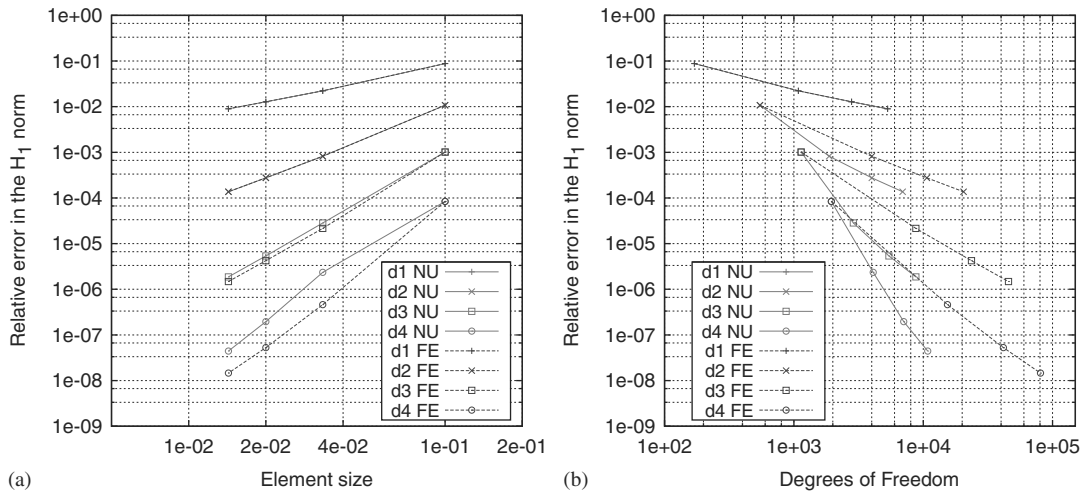 1e+00
1e-01
1e-02
1e-03
1e-04
1e-05
1e-06
1e-07
1e-08
1e-09
Relative error in the H1 norm
d1 NU
d2 NU
d3 NU
d4 NU
d1 FE
d2 FE
d3 FE
d4 FE
1e-02 2e-02 4e-02 1e-01 2e-01
(a) Element size
1e+00
1e-01
1e-02
1e-03
1e-04
1e-05
1e-06
1e-07
1e-08
1e-09
Relative error in the H1 norm
d1 NU
d2 NU
d3 NU
d4 NU
d1 FE
d2 FE
d3 FE
d4 FE
1e+02 1e+03 1e+04 1e+05
(b) Degrees of Freedom